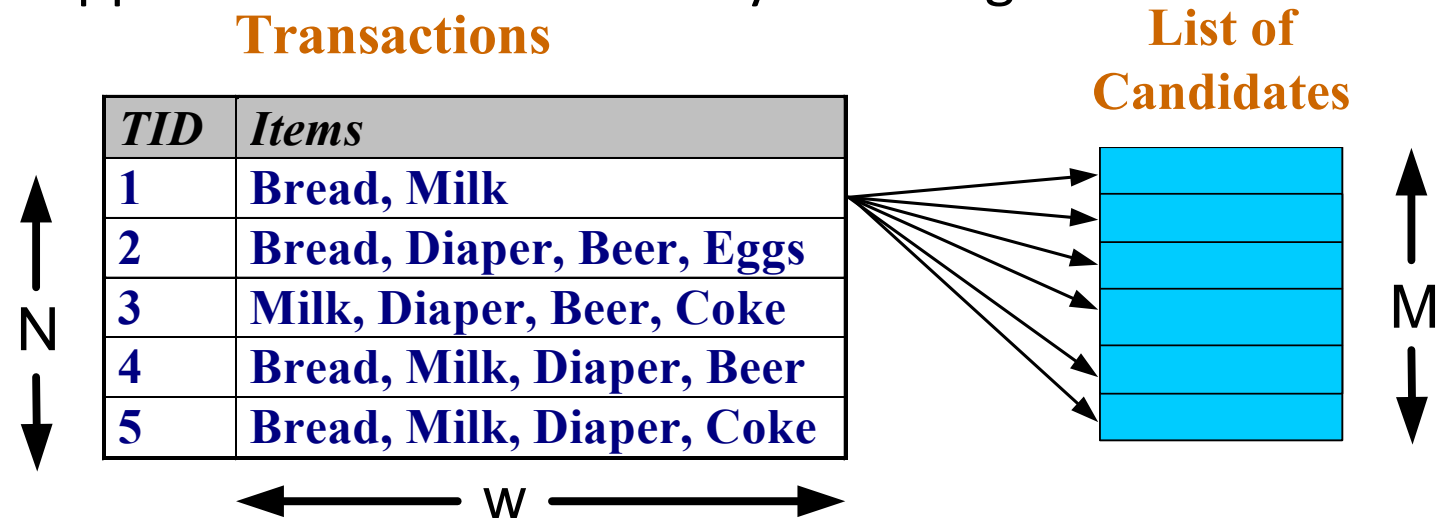 Transactions
List of
Candidates
TID Items
1 Bread, Milk
2 Bread, Diaper, Beer, Eggs
3 Milk, Diaper, Beer, Coke
4 Bread, Milk, Diaper, Beer
5 Bread, Milk, Diaper, Coke
N
M
w